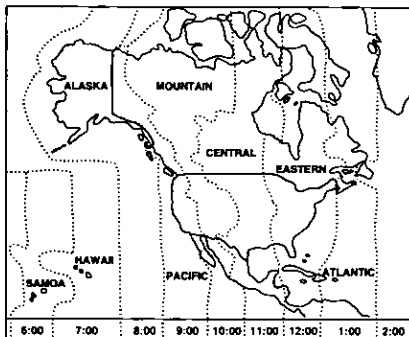 ALASKA
MOUNTAIN
CENTRAL
EASTERN
HAWAII
SAMOA
PACIFIC
ATLANTIC
6:00 7:00 8:00 9:00 10:00 11:00 12:00 1:00 2:00